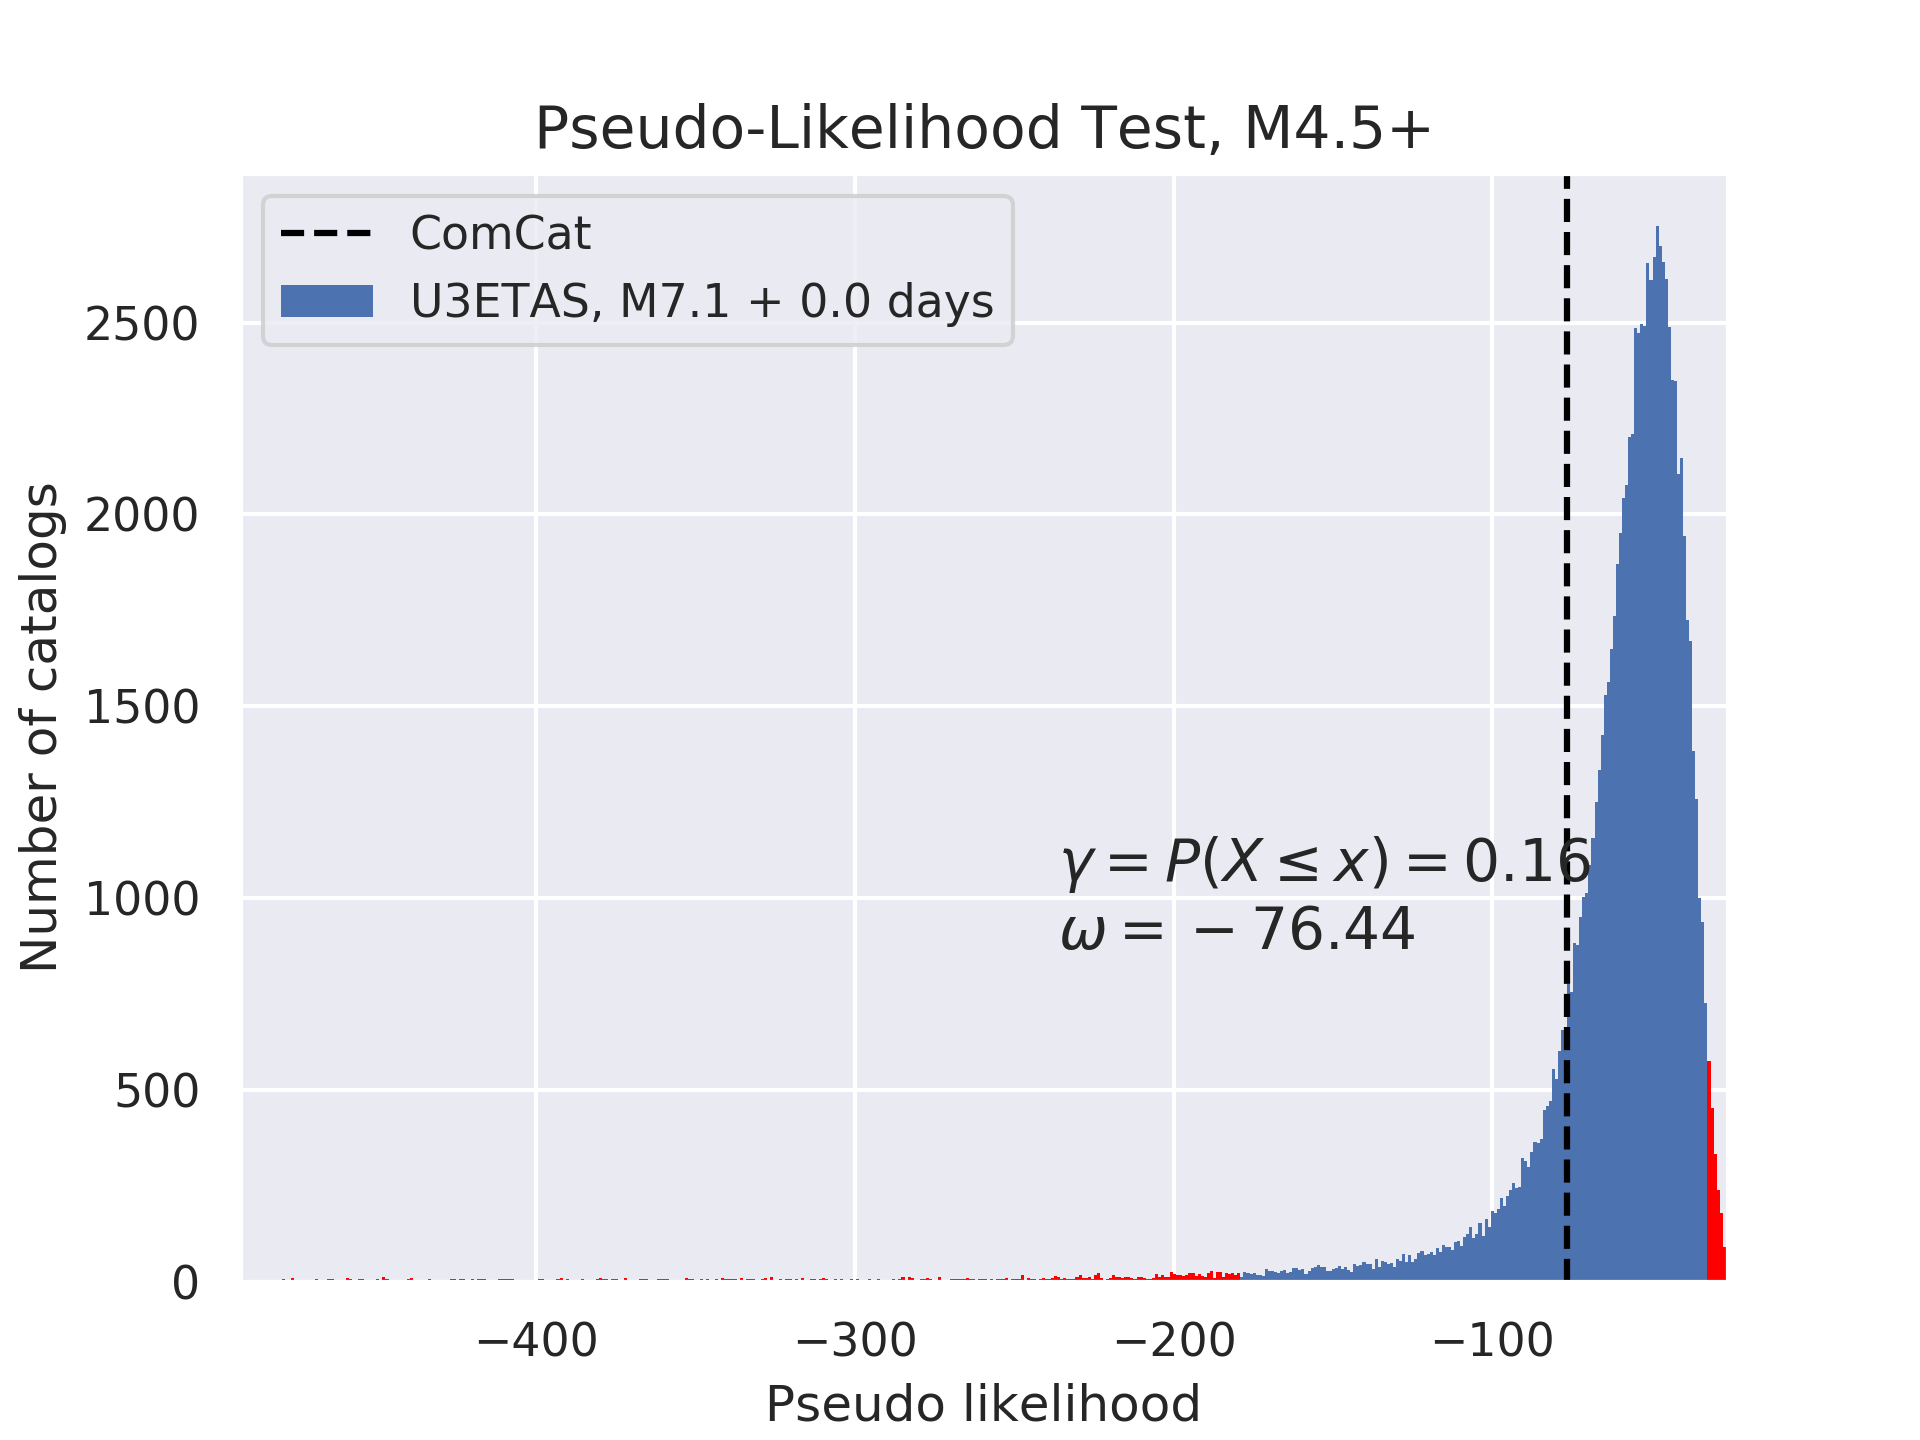 Pseudo-Likelihood Test, M4.5+
ComCat
U3ETAS, M7.1 + 0.0 days
Number of catalogs
2500
2000
1500
1000
500
0
γ = P(X ≤ x) = 0.16
ω = − 76.44
−400 −300 −200 −100
Pseudo likelihood